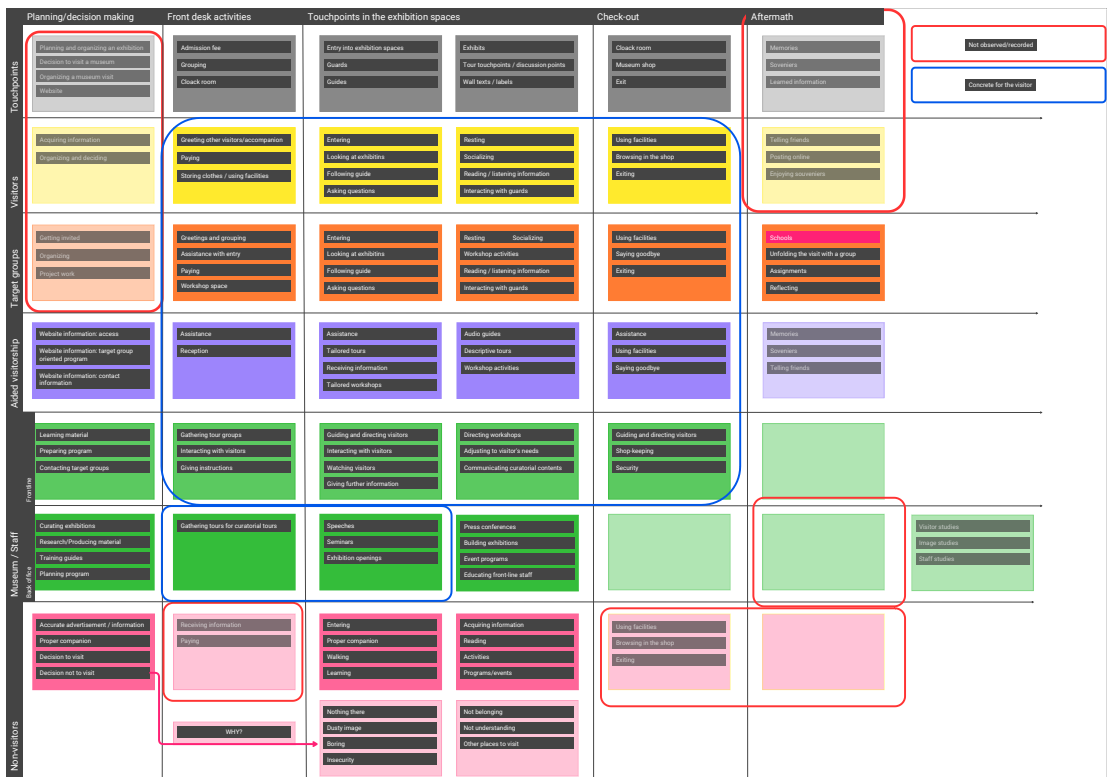 Planning/decision making
Front desk activities
Touchpoints in the exhibition spaces
Check-out
Aftermath
Touchpoints
Planning and organizing an exhibition
Decision to visit a museum
Organizing a museum visit
Website
Admission fee
Grouping
Cloack room
Entry into exhibition spaces
Guards
Guides
Exhibits
Tour touchpoints / discussion points
Wall texts / labels
Cloack room
Museum shop
Exit
Memories
Soveniers
Learned information
Not observed/recorded
Concrete for the visitor
Visitors
Acquiring information
Organizing and deciding
Greeting other visitors/accompanion
Paying
Storing clothes / using facilities
Entering
Looking at exhibitins
Following guide
Asking questions
Resting
Socializing
Reading / listening information
Interacting with guards
Using facilities
Browsing in the shop
Exiting
Telling friends
Posting online
Enjoying souveniers
Target groups
Getting invited
Organizing
Project work
Greetings and grouping
Assistance with entry
Paying
Workshop space
Entering
Looking at exhibitins
Following guide
Asking questions
Resting Socializing
Workshop activities
Reading / listening information
Interacting with guards
Using facilities
Saying goodbye
Exiting
Schools
Unfolding the visit with a group
Assignments
Reflecting
Aided visitorship
Website information: access
Website information: target group
oriented program
Website information: contact
information
Assistance
Reception
Assistance
Tailored tours
Receiving information
Tailored workshops
Audio guides
Descriptive tours
Workshop activities
Assistance
Using facilities
Saying goodbye
Memories
Soveniers
Telling friends
Museum / Staff
Frontline
Learning material
Preparing program
Contacting target groups
Gathering tour groups
Interacting with visitors
Giving instructions
Guiding and directing visitors
Interacting with visitors
Watching visitors
Giving further information
Directing workshops
Adjusting to visitor's needs
Communicating curatorial contents
Guiding and directing visitors
Shop-keeping
Security
Back office
Curating exhibitions
Research/Producing material
Training guides
Planning program
Gathering tours for curatorial tours
Speeches
Seminars
Exhibition openings
Press conferences
Building exhibitions
Event programs
Educating front-line staff
Visitor studies
Image studies
Staff studies
Non-visitors
Accurate advertisement / information
Proper companion
Decision to visit
Decision not to visit
Receiving information
Paying
Entering
Proper companion
Walking
Learning
Acquiring information
Reading
Activities
Programs/events
Using facilities
Browsing in the shop
Exiting
WHY?
Nothing there
Dusty image
Boring
Insecurity
Not belonging
Not understanding
Other places to visit